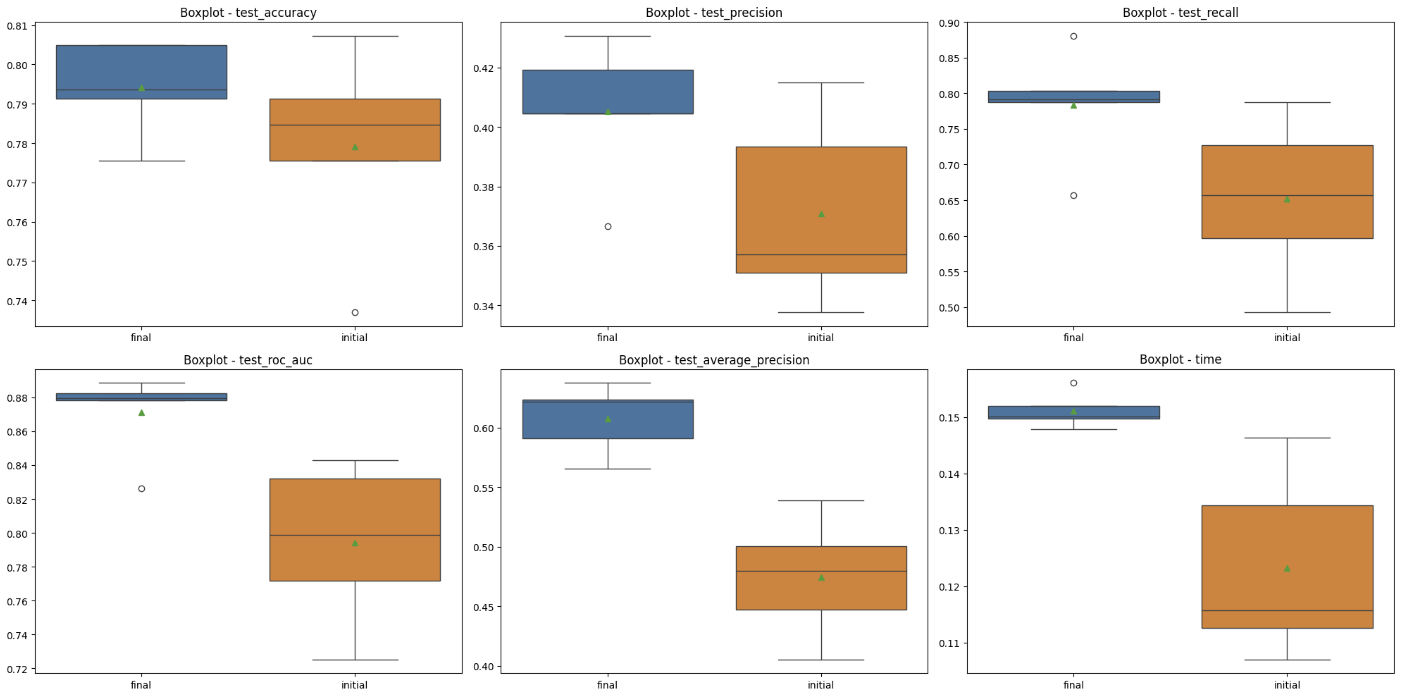 Boxplot - test_accuracy
0.81
0.80
0.79
0.78
0.77
0.76
0.75
0.74
final
initial
Boxplot - test_precision
0.42
0.40
0.38
0.36
0.34
final
initial
Boxplot - test_recall
0.90
0.85
0.80
0.75
0.70
0.65
0.60
0.55
0.50
final
initial
Boxplot - test_roc_auc
0.88
0.86
0.84
0.82
0.80
0.78
0.76
0.74
0.72
final
initial
Boxplot - test_average_precision
0.60
0.55
0.50
0.45
0.40
final
initial
Boxplot - time
0.15
0.14
0.13
0.12
0.11
final
initial